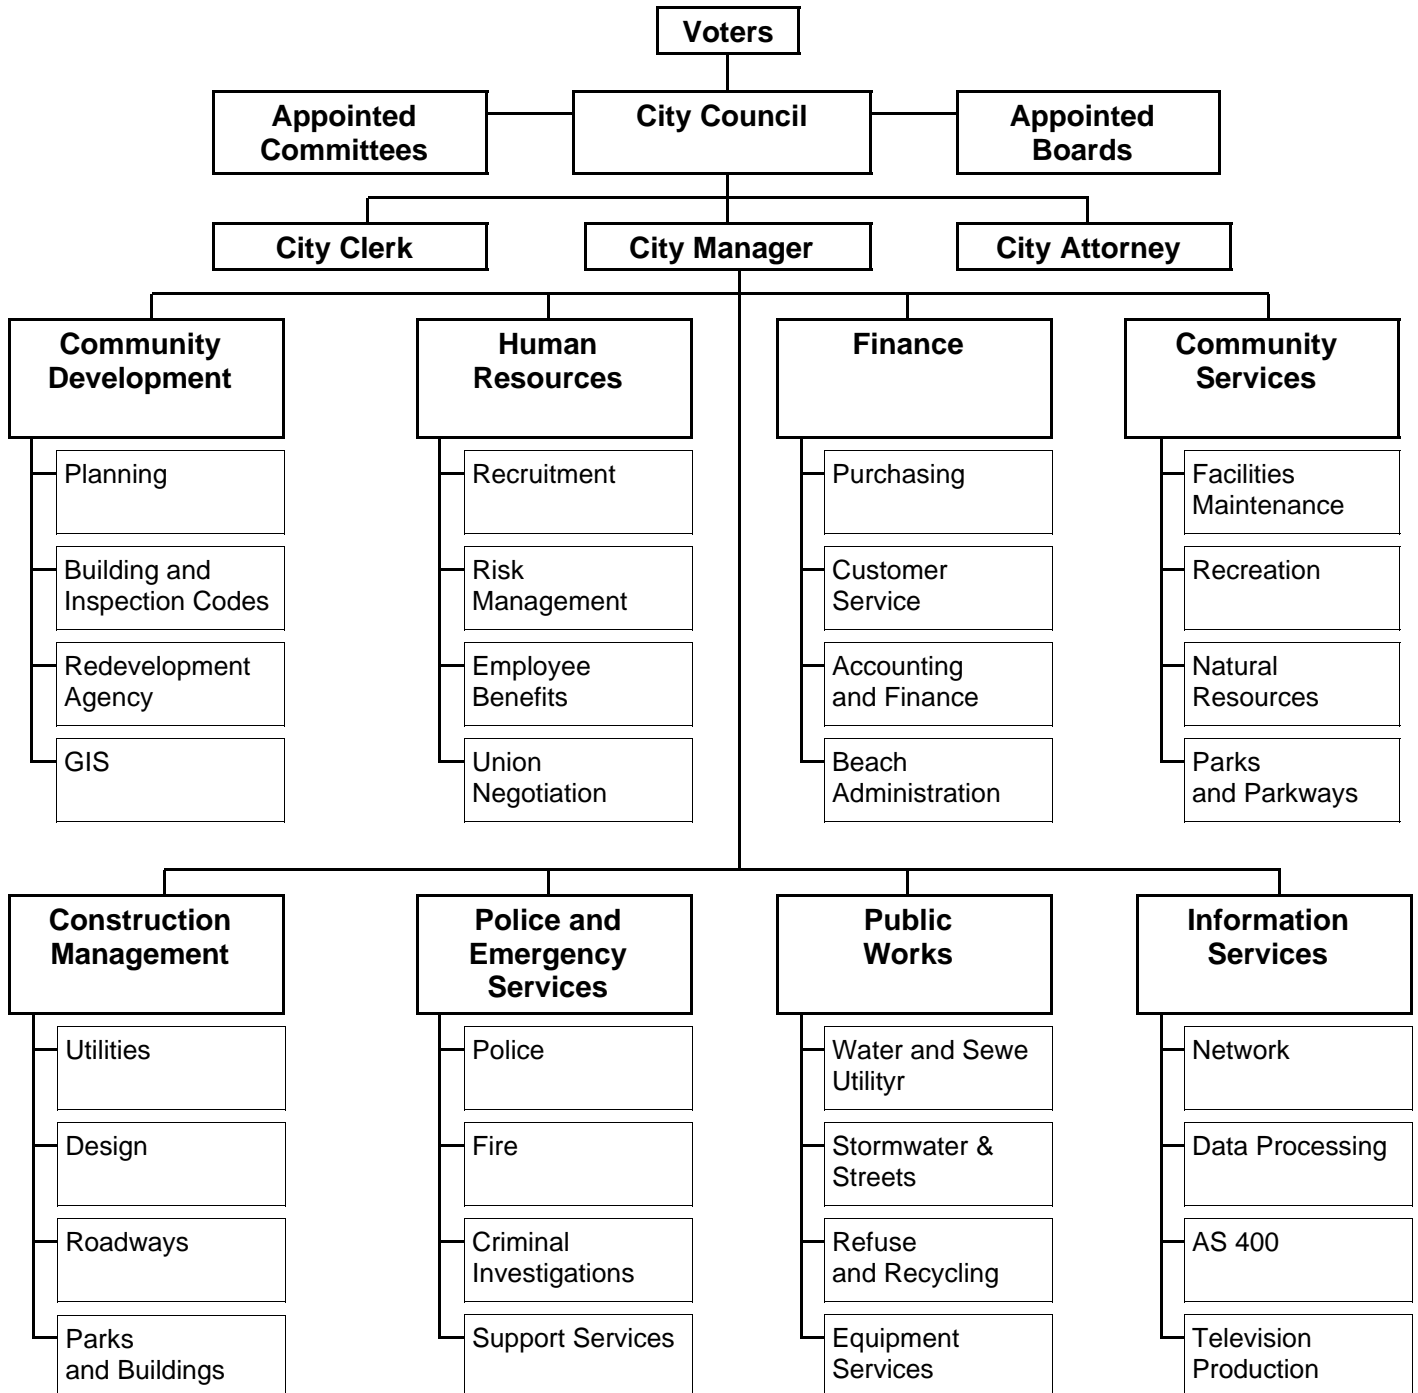 Voters
Appointed
Committees
City Council
Appointed
Boards
City Clerk
City Manager
City Attorney
Community
Development
Human
Resources
Finance
Community
Services
Planning
Building and
Inspection Codes
Redevelopment
Agency
GIS
Recruitment
Risk
Management
Employee
Benefits
Union
Negotiation
Purchasing
Customer
Service
Accounting
and Finance
Beach
Administration
Facilities
Maintenance
Recreation
Natural
Resources
Parks
and Parkways
Construction
Management
Police and
Emergency
Services
Public
Works
Information
Services
Utilities
Design
Roadways
Parks
and Buildings
Police
Fire
Criminal
Investigations
Support Services
Water and Sewe
Utilityr
Stormwater &
Streets
Refuse
and Recycling
Equipment
Services
Network
Data Processing
AS 400
Television
Production